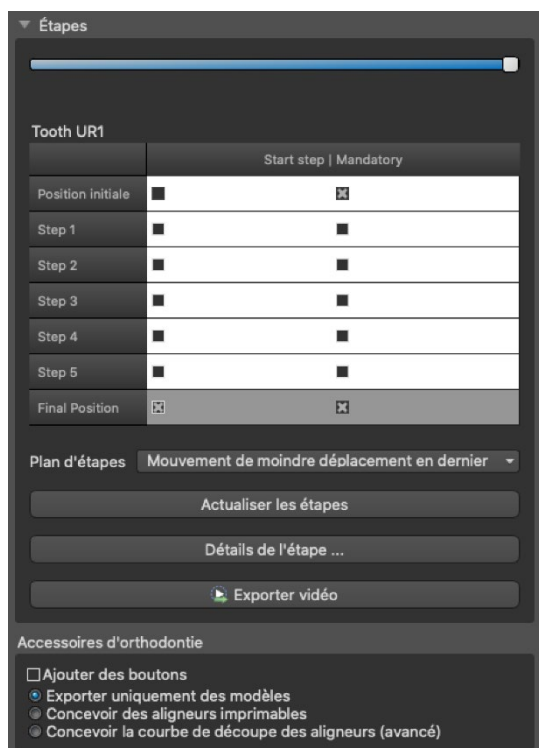 Étapes
Tooth UR1
Start step | Mandatory
Position initiale
Step 1
Step 2
Step 3
Step 4
Step 5
Final Position
Plan d'étapes Mouvement de moindre déplacement en dernier
Actualiser les étapes
Détails de l'étape ...
Exporter vidéo
Accessoires d'orthodontie
Ajouter des boutons
Exporter uniquement des modèles
Concevoir des aligneurs imprimables
Concevoir la courbe de découpe des aligneurs (avancé)